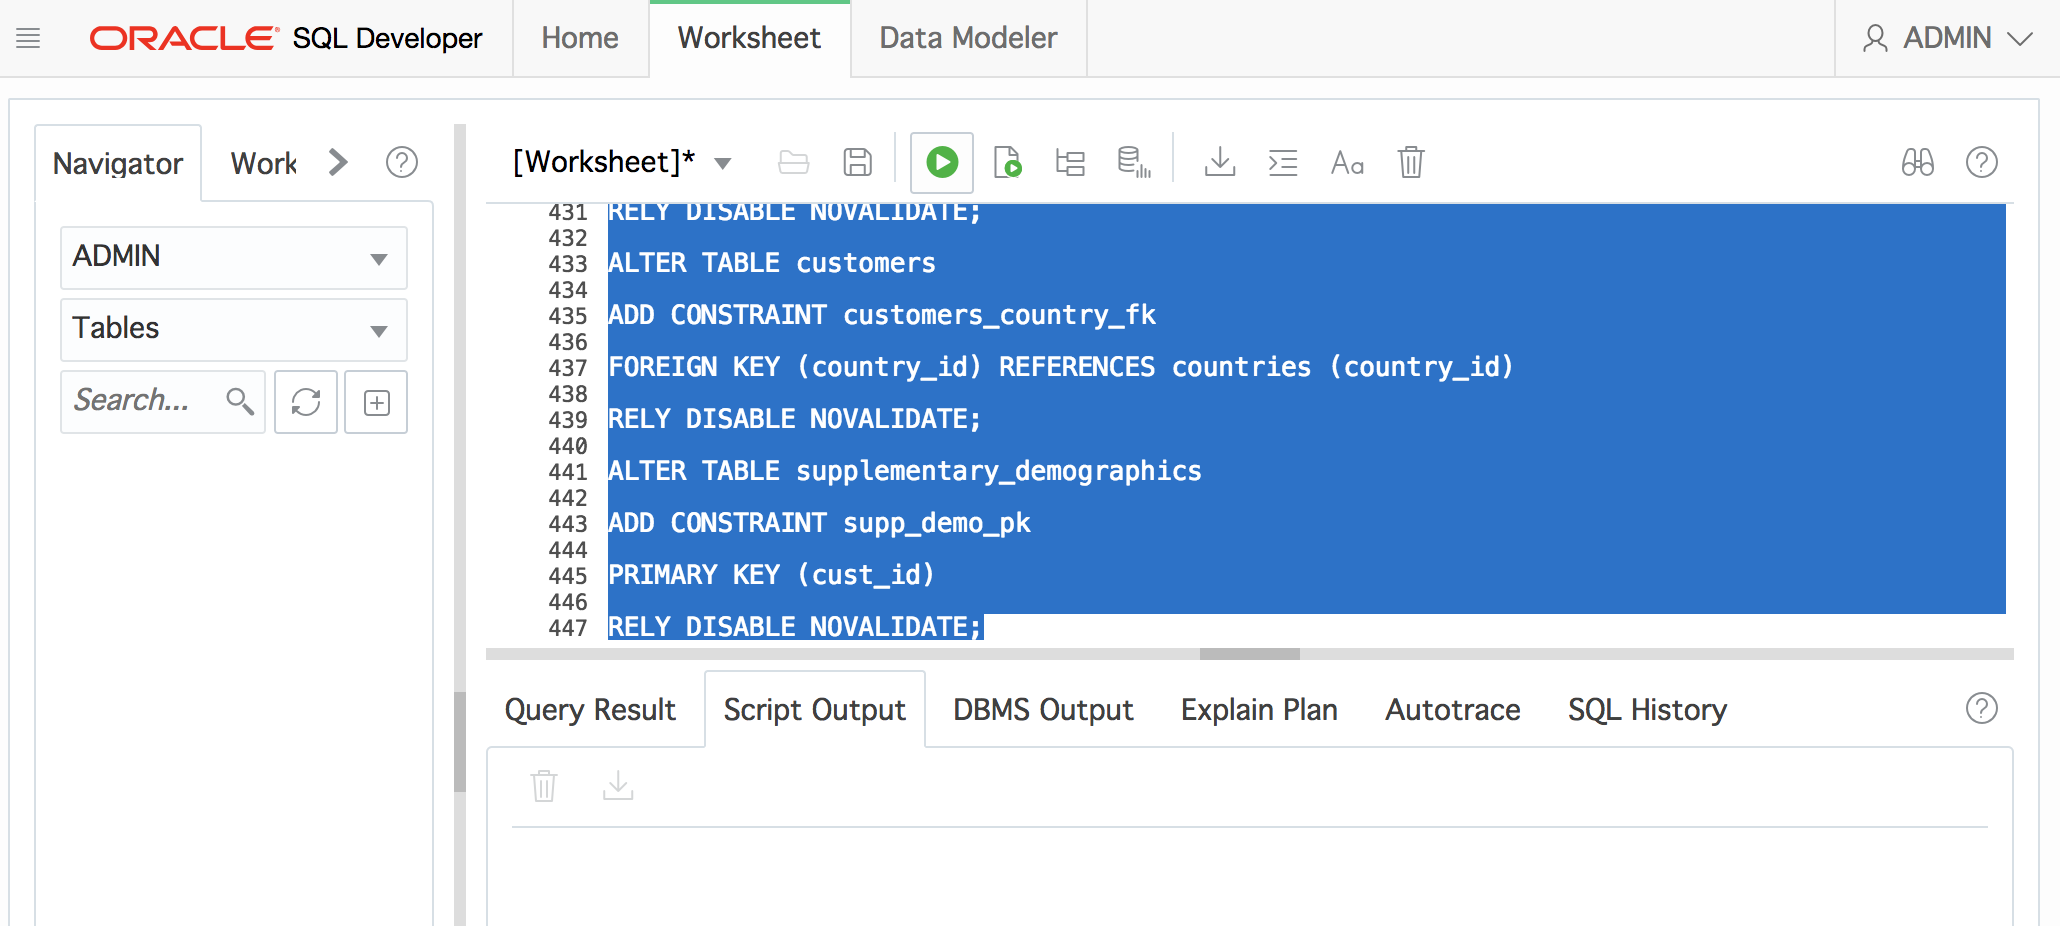 ORACLE SQL Developer
Home
Worksheet
Data Modeler
ADMIN
Navigator
Work
[Worksheet]*
ADMIN
Tables
Search...
431 RELY DISABLE NOVALIDATE;
432
433 ALTER TABLE customers
434
435 ADD CONSTRAINT customers_country_fk
436
437 FOREIGN KEY (country_id) REFERENCES countries (country_id)
438
439 RELY DISABLE NOVALIDATE;
440
441 ALTER TABLE supplementary_demographics
442
443 ADD CONSTRAINT supp_demo_pk
444
445 PRIMARY KEY (cust_id)
446
447 RELY DISABLE NOVALIDATE;
Query Result
Script Output
DBMS Output
Explain Plan
Autotrace
SQL History